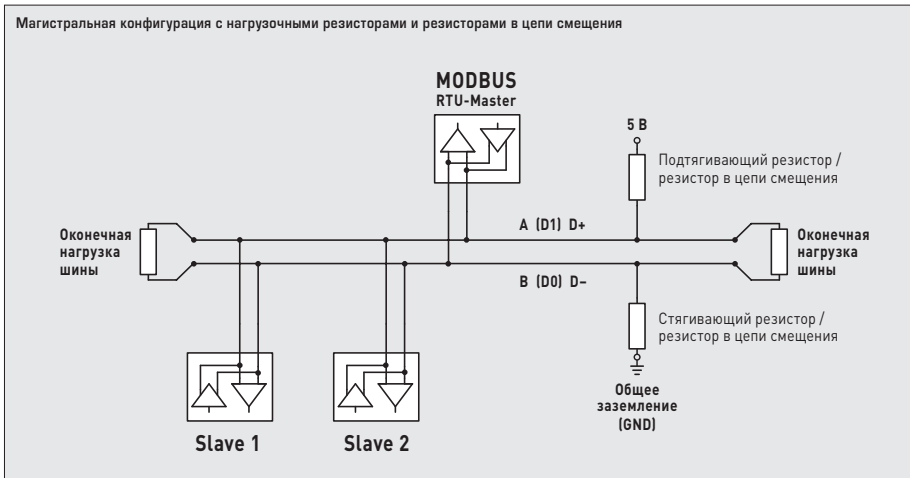 Магистральная конфигурация с нагрузочными резисторами и резисторами в цепи смещения
MODBUS
RTU-Master
5 В
Подтягивающий резистор /
резистор в цепи смещения
Оконечная
нагрузка
шины
A (D1) D+
B (D0) D–
Оконечная
нагрузка
шины
Стягивающий резистор /
резистор в цепи смещения
Общее
заземление
(GND)
Slave 1
Slave 2